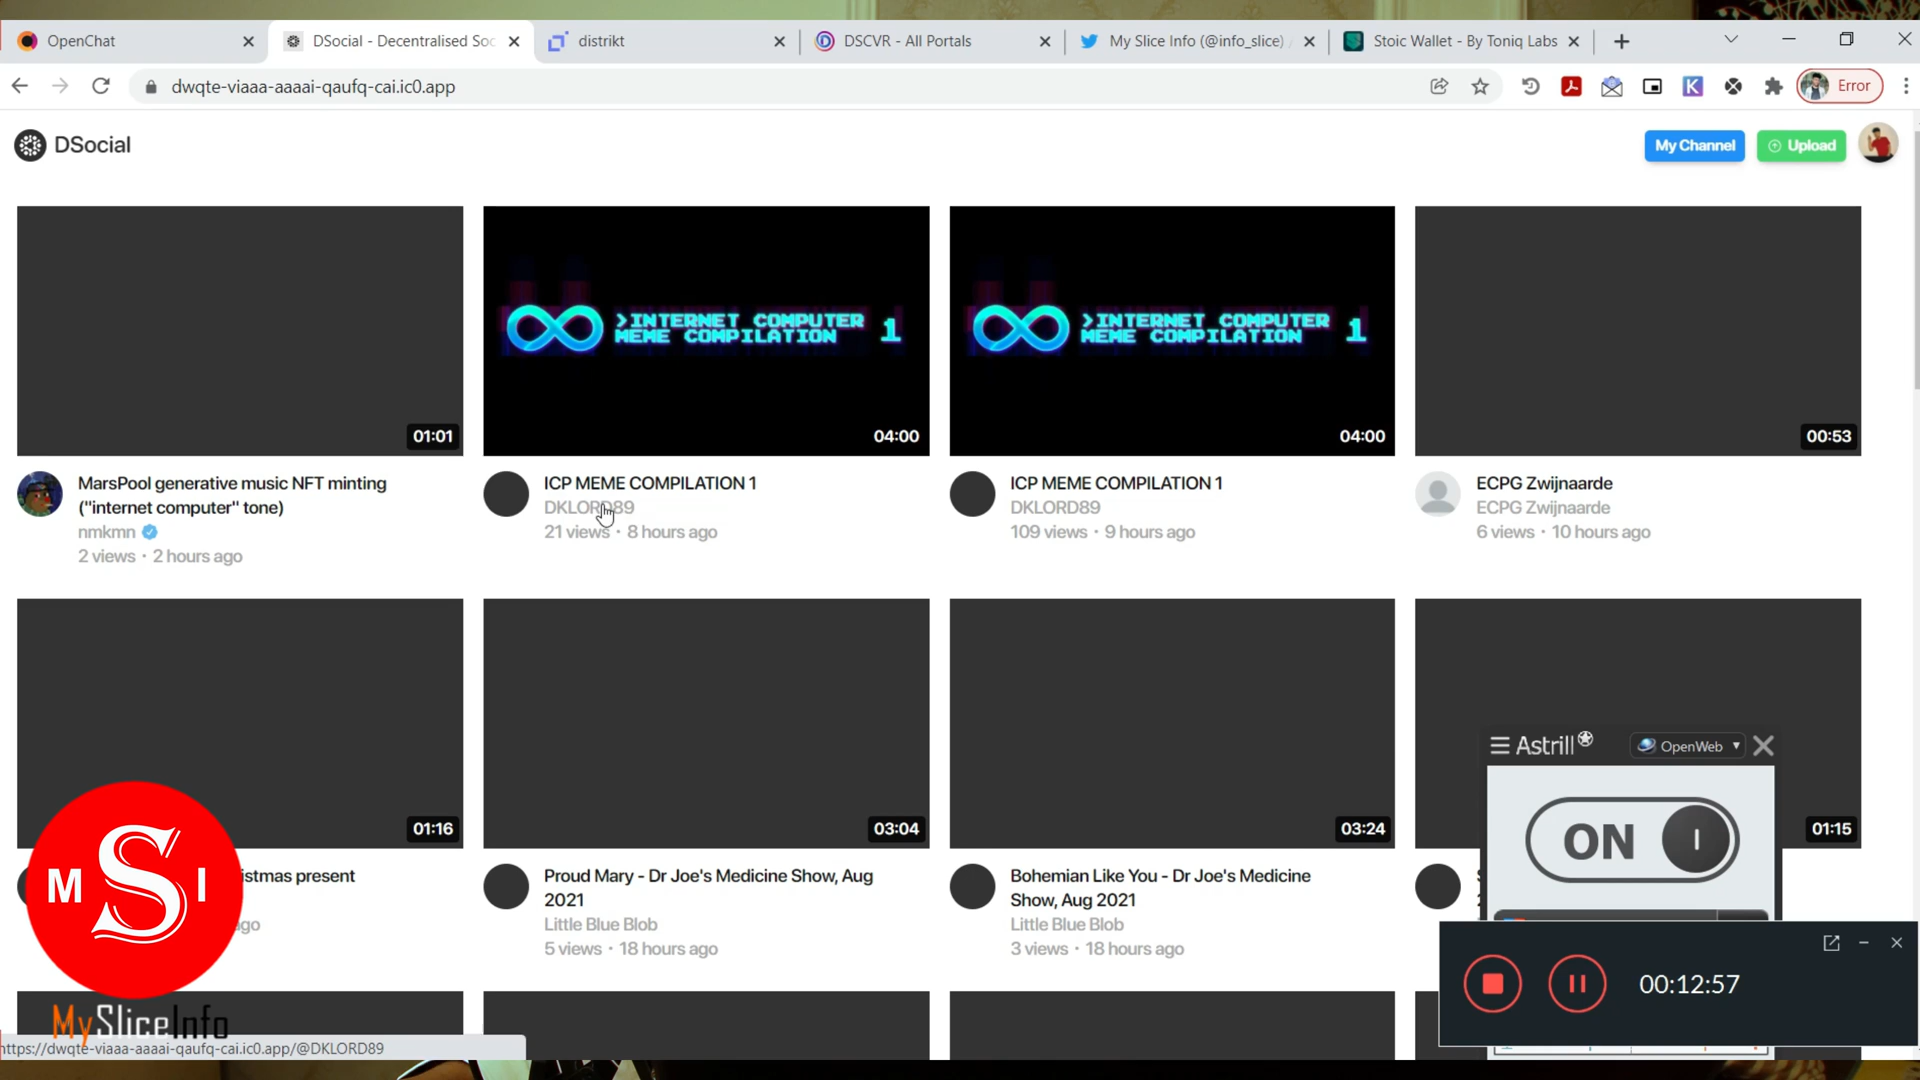 OpenChat
DSocial - Decentralised Soc
distrikt
DSCVR - All Portals
My Slice Info (@info_slice) /
Stoic Wallet - By Toniq Labs
dwqte-viaaa-aaaai-qaufq-cai.ic0.app
Error
DSocial
My Channel
Upload
>INTERNET COMPUTER
MEME COMPILATION 1
>INTERNET COMPUTER
MEME COMPILATION 1
01:01
04:00
04:00
00:53
MarsPool generative music NFT minting
("internet computer" tone)
nmkmn
2 views • 2 hours ago
ICP MEME COMPILATION 1
DKLORD89
21 views • 8 hours ago
ICP MEME COMPILATION 1
DKLORD89
109 views • 9 hours ago
ECPG Zwijnaarde
ECPG Zwijnaarde
6 views • 10 hours ago
01:16
03:04
03:24
01:15
istmas present
ago
Proud Mary - Dr Joe's Medicine Show, Aug
2021
Little Blue Blob
5 views • 18 hours ago
Bohemian Like You - Dr Joe's Medicine
Show, Aug 2021
Little Blue Blob
3 views • 18 hours ago
Astrill
OpenWeb
ON
00:12:57
M S I
MySliceInfo
https://dwqte-viaaa-aaaai-qaufq-cai.ic0.app/@DKLORD89